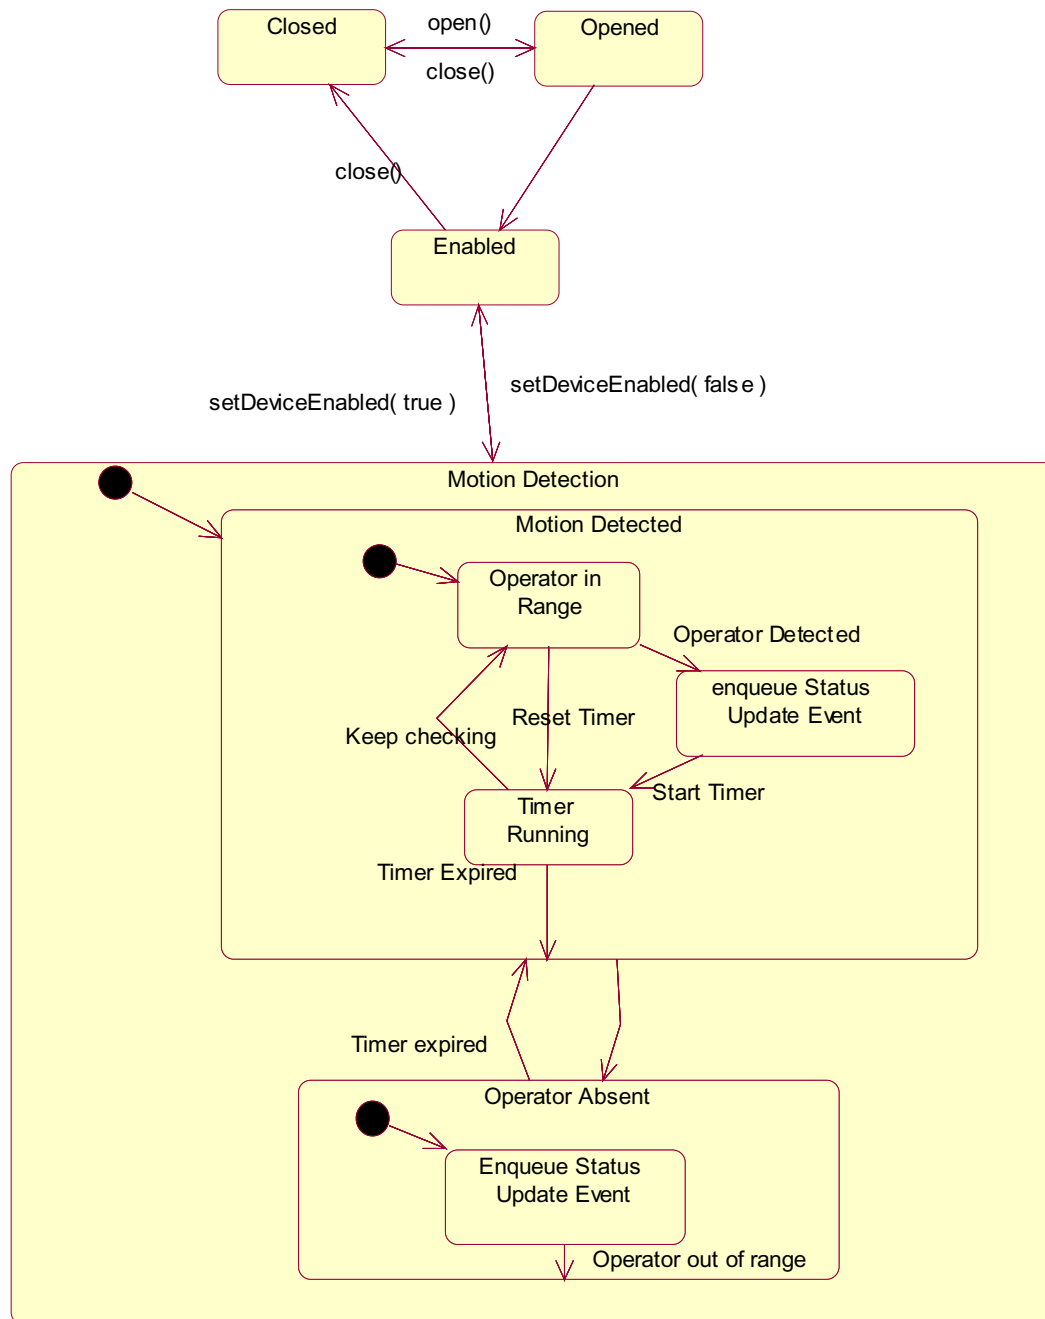 Closed
open()
Opened
close()
close()
Enabled
setDeviceEnabled( false )
setDeviceEnabled( true )
Motion Detection
Motion Detected
Operator in
Range
Operator Detected
enqueue Status
Update Event
Reset Timer
Keep checking
Start Timer
Timer
Running
Timer Expired
Timer expired
Operator Absent
Enqueue Status
Update Event
Operator out of range